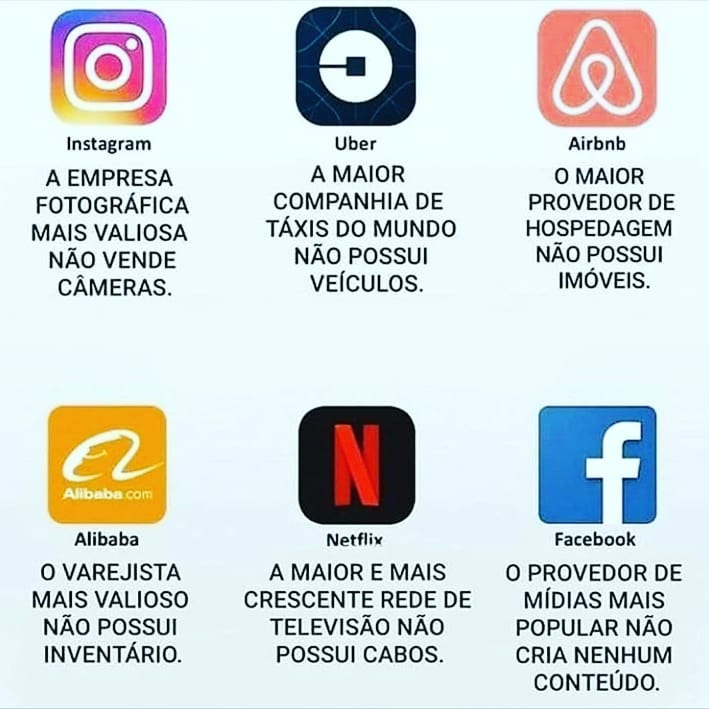 Instagram
A EMPRESA
FOTOGRÁFICA
MAIS VALIOSA
NÃO VENDE
CÂMERAS.
Uber
A MAIOR
COMPANHIA DE
TÁXIS DO MUNDO
NÃO POSSUI
VEÍCULOS.
Airbnb
O MAIOR
PROVEDOR DE
HOSPEDAGEM
NÃO POSSUI
IMÓVEIS.
Alibaba.com
Alibaba
O VAREJISTA
MAIS VALIOSO
NÃO POSSUI
INVENTÁRIO.
N
Netflix
A MAIOR E MAIS
CRESCENTE REDE DE
TELEVISÃO NÃO
POSSUI CABOS.
f
Facebook
O PROVEDOR DE
MÍDIAS MAIS
POPULAR NÃO
CRIA NENHUM
CONTEÚDO.